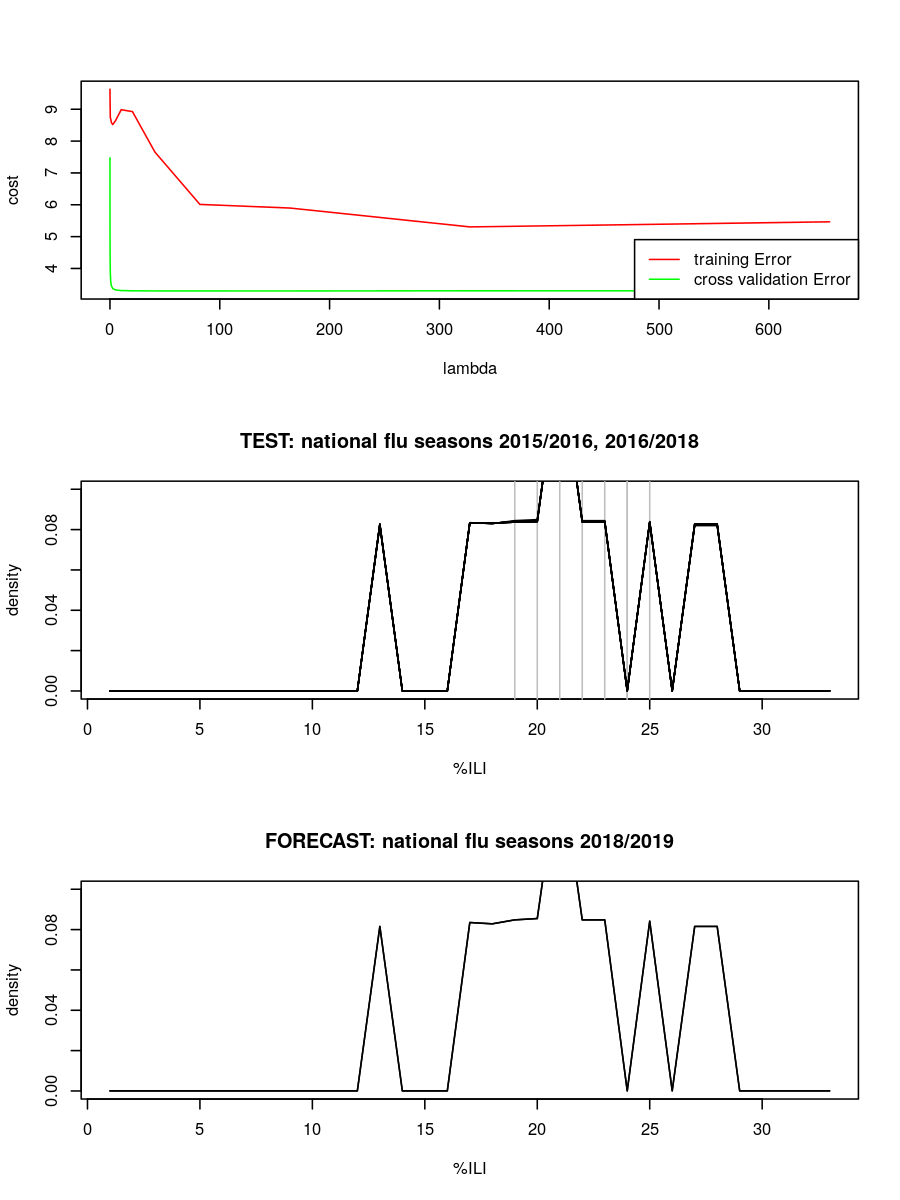 cost
9
8
7
6
5
4
training Error
cross validation Error
0 100 200 300 400 500 600
lambda
TEST: national flu seasons 2015/2016, 2016/2018
density
0.08
0.04
0.00
0 5 10 15 20 25 30
%ILI
FORECAST: national flu seasons 2018/2019
density
0.08
0.04
0.00
0 5 10 15 20 25 30
%ILI